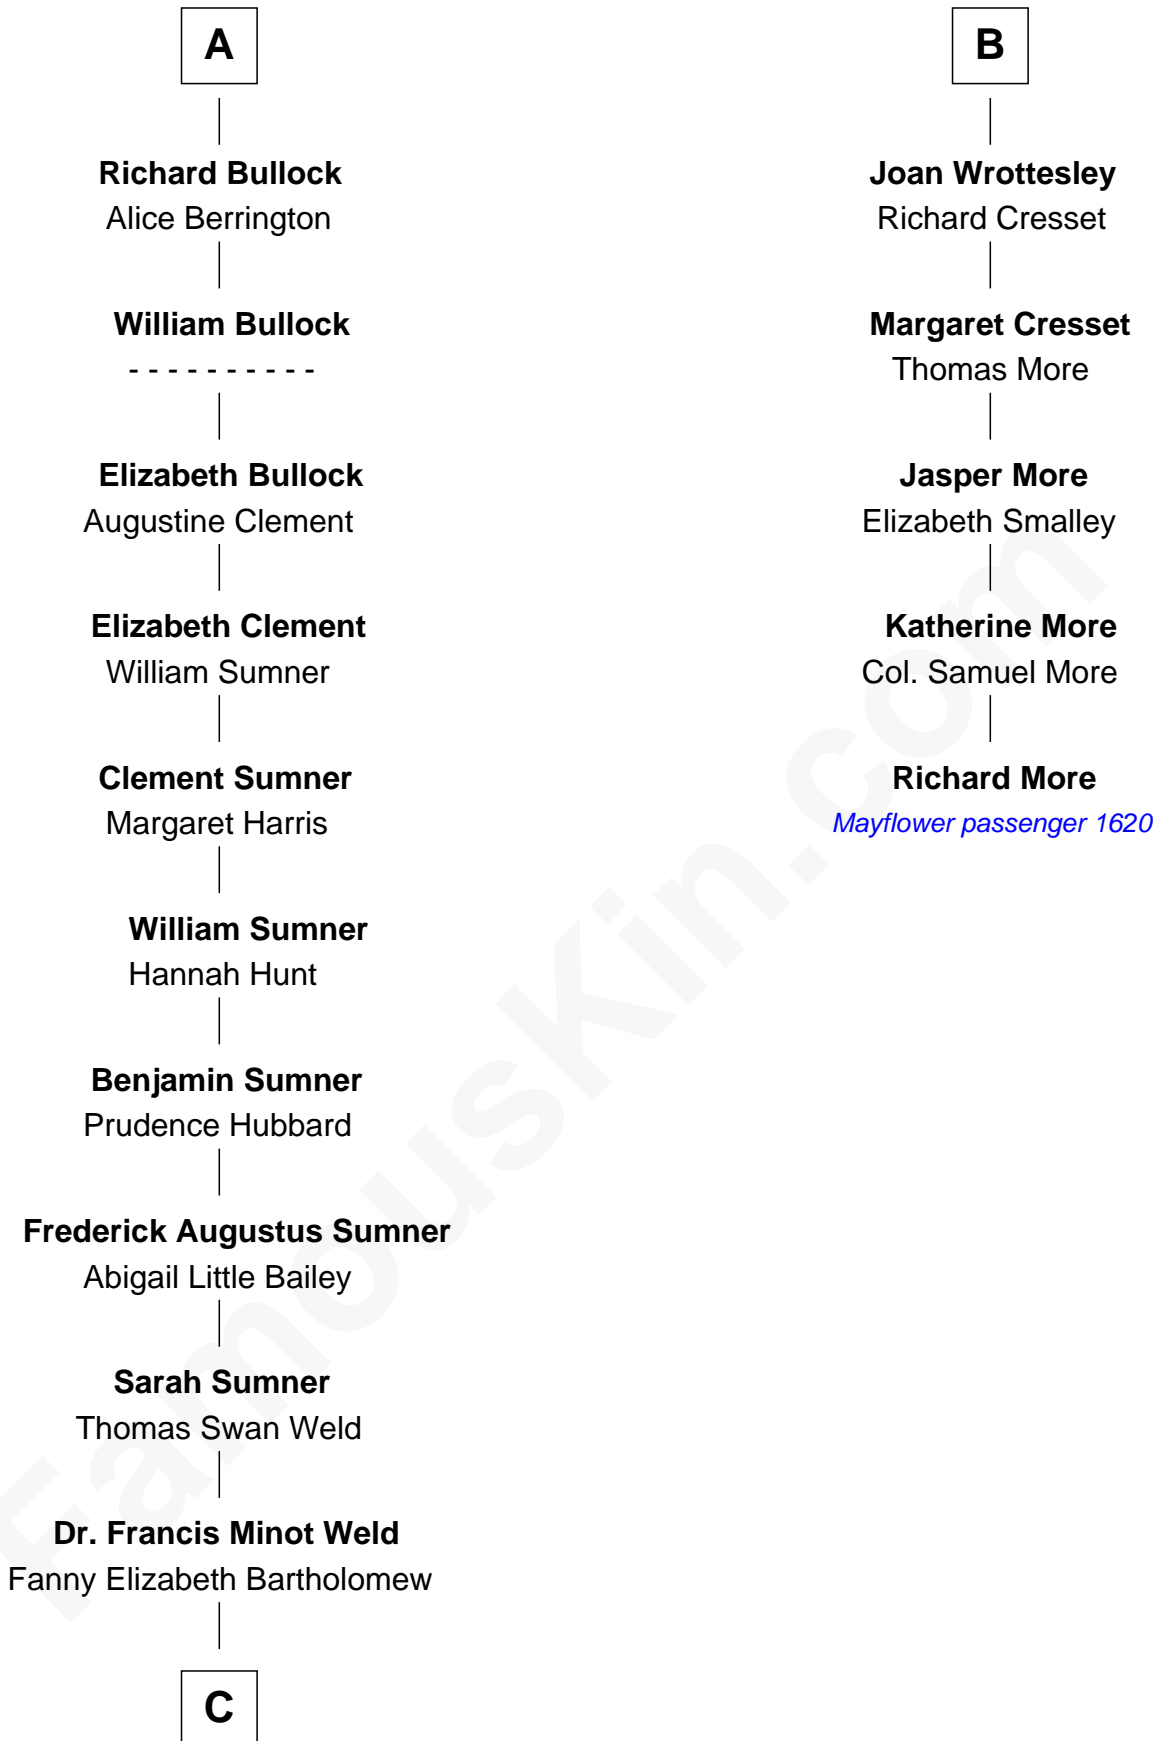 A
Richard Bullock
Alice Berrington
William Bullock
- - - - - - - - - -
Elizabeth Bullock
Augustine Clement
Elizabeth Clement
William Sumner
Clement Sumner
Margaret Harris
William Sumner
Hannah Hunt
Benjamin Sumner
Prudence Hubbard
Frederick Augustus Sumner
Abigail Little Bailey
Sarah Sumner
Thomas Swan Weld
Dr. Francis Minot Weld
Fanny Elizabeth Bartholomew
C
B
Joan Wrottesley
Richard Cresset
Margaret Cresset
Thomas More
Jasper More
Elizabeth Smalley
Katherine More
Col. Samuel More
Richard More
Mayflower passenger 1620
FamousKin.com